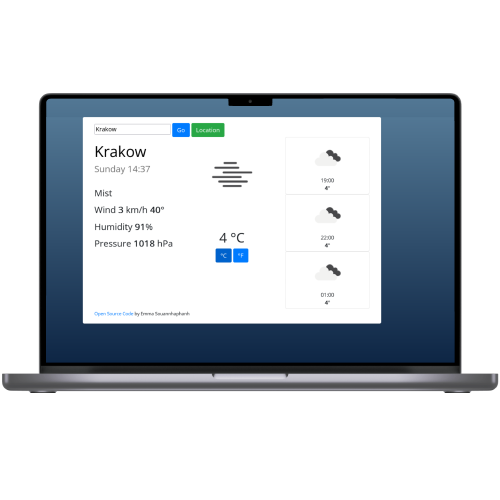 Krakow Go Location
Krakow
Sunday 14:37
Mist
Wind 3 km/h 40°
Humidity 91%
Pressure 1018 hPa
4 °C
°C °F
19:00
4°
22:00
4°
01:00
4°
Open Source Code by Emma Souannhaphanh